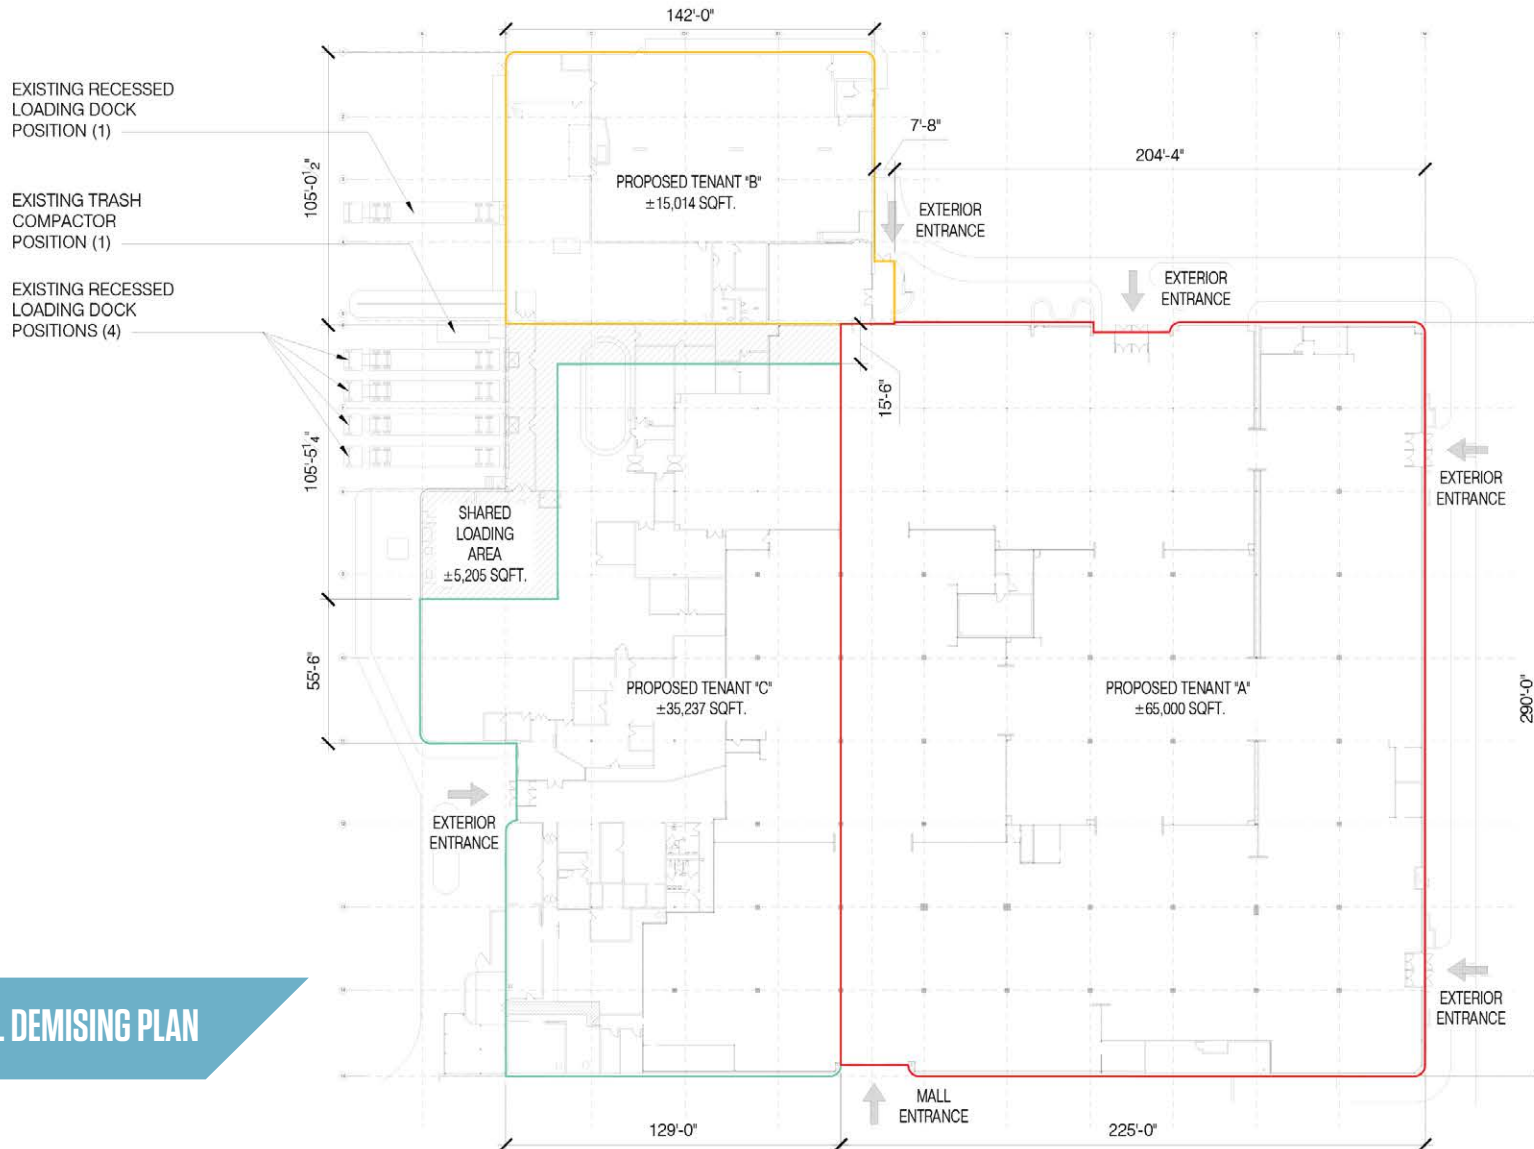 142'-0"
EXISTING RECESSED
LOADING DOCK
POSITION (1)
7'-8"
204'-4"
105'-0½"
PROPOSED TENANT "B"
±15,014 SQFT.
EXISTING TRASH
COMPACTOR
POSITION (1)
EXTERIOR
ENTRANCE
EXTERIOR
ENTRANCE
EXISTING RECESSED
LOADING DOCK
POSITIONS (4)
15'-6"
105'-5¼"
EXTERIOR
ENTRANCE
SHARED
LOADING
AREA
±5,205 SQFT.
55'-6"
PROPOSED TENANT "C"
±35,237 SQFT.
PROPOSED TENANT "A"
±65,000 SQFT.
290'-0"
EXTERIOR
ENTRANCE
EXTERIOR
ENTRANCE
DEMISING PLAN
MALL
ENTRANCE
129'-0"
225'-0"